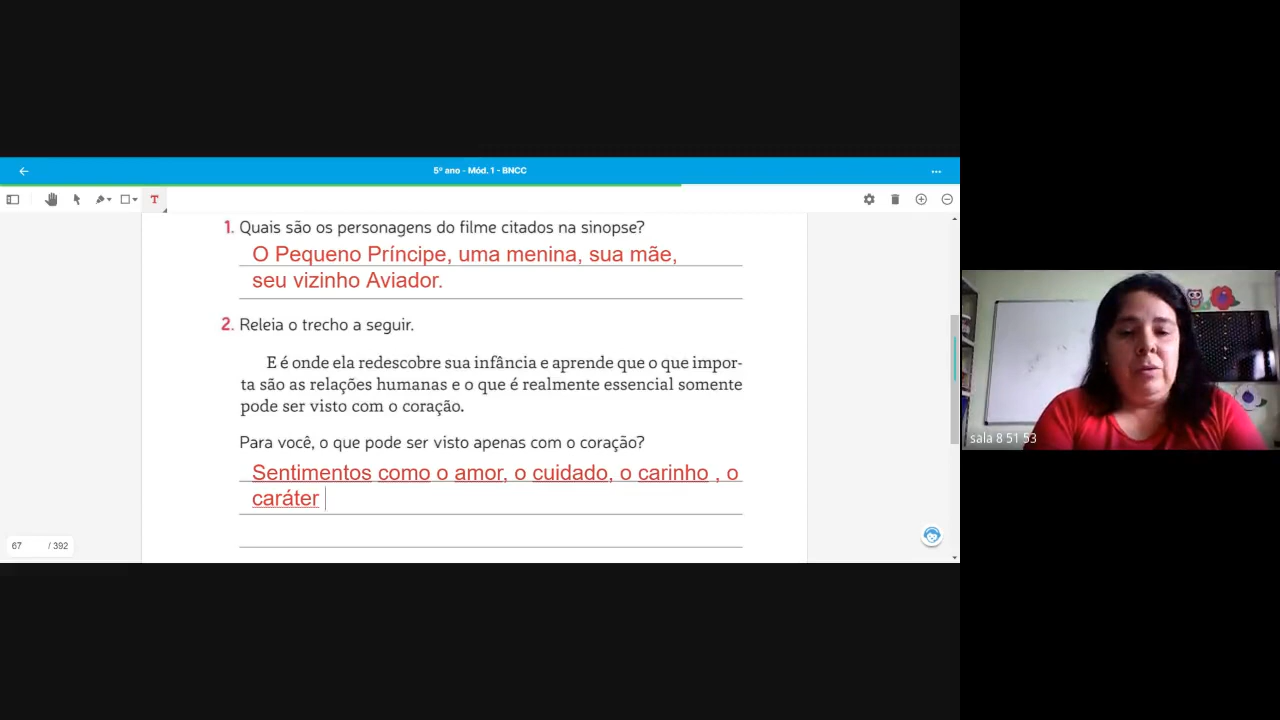 5º ano - Mód. 1 - BNCC
T
1. Quais são os personagens do filme citados na sinopse?
O Pequeno Príncipe, uma menina, sua mãe,
seu vizinho Aviador.
2. Releia o trecho a seguir.
E é onde ela redescobre sua infância e aprende que o que impor-
ta são as relações humanas e o que é realmente essencial somente
pode ser visto com o coração.
Para você, o que pode ser visto apenas com o coração?
Sentimentos como o amor, o cuidado, o carinho , o
caráter
67 / 392
sala 8 51 53